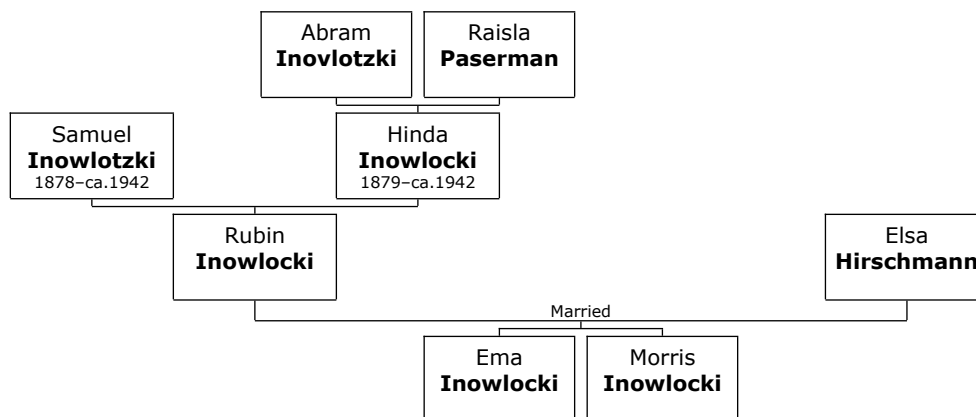 Abram
Inovlotzki
Raisla
Paserman
Samuel
Inowlotzki
1878–ca.1942
Hinda
Inowlocki
1879–ca.1942
Rubin
Inowlocki
Elsa
Hirschmann
Married
Ema
Inowlocki
Morris
Inowlocki